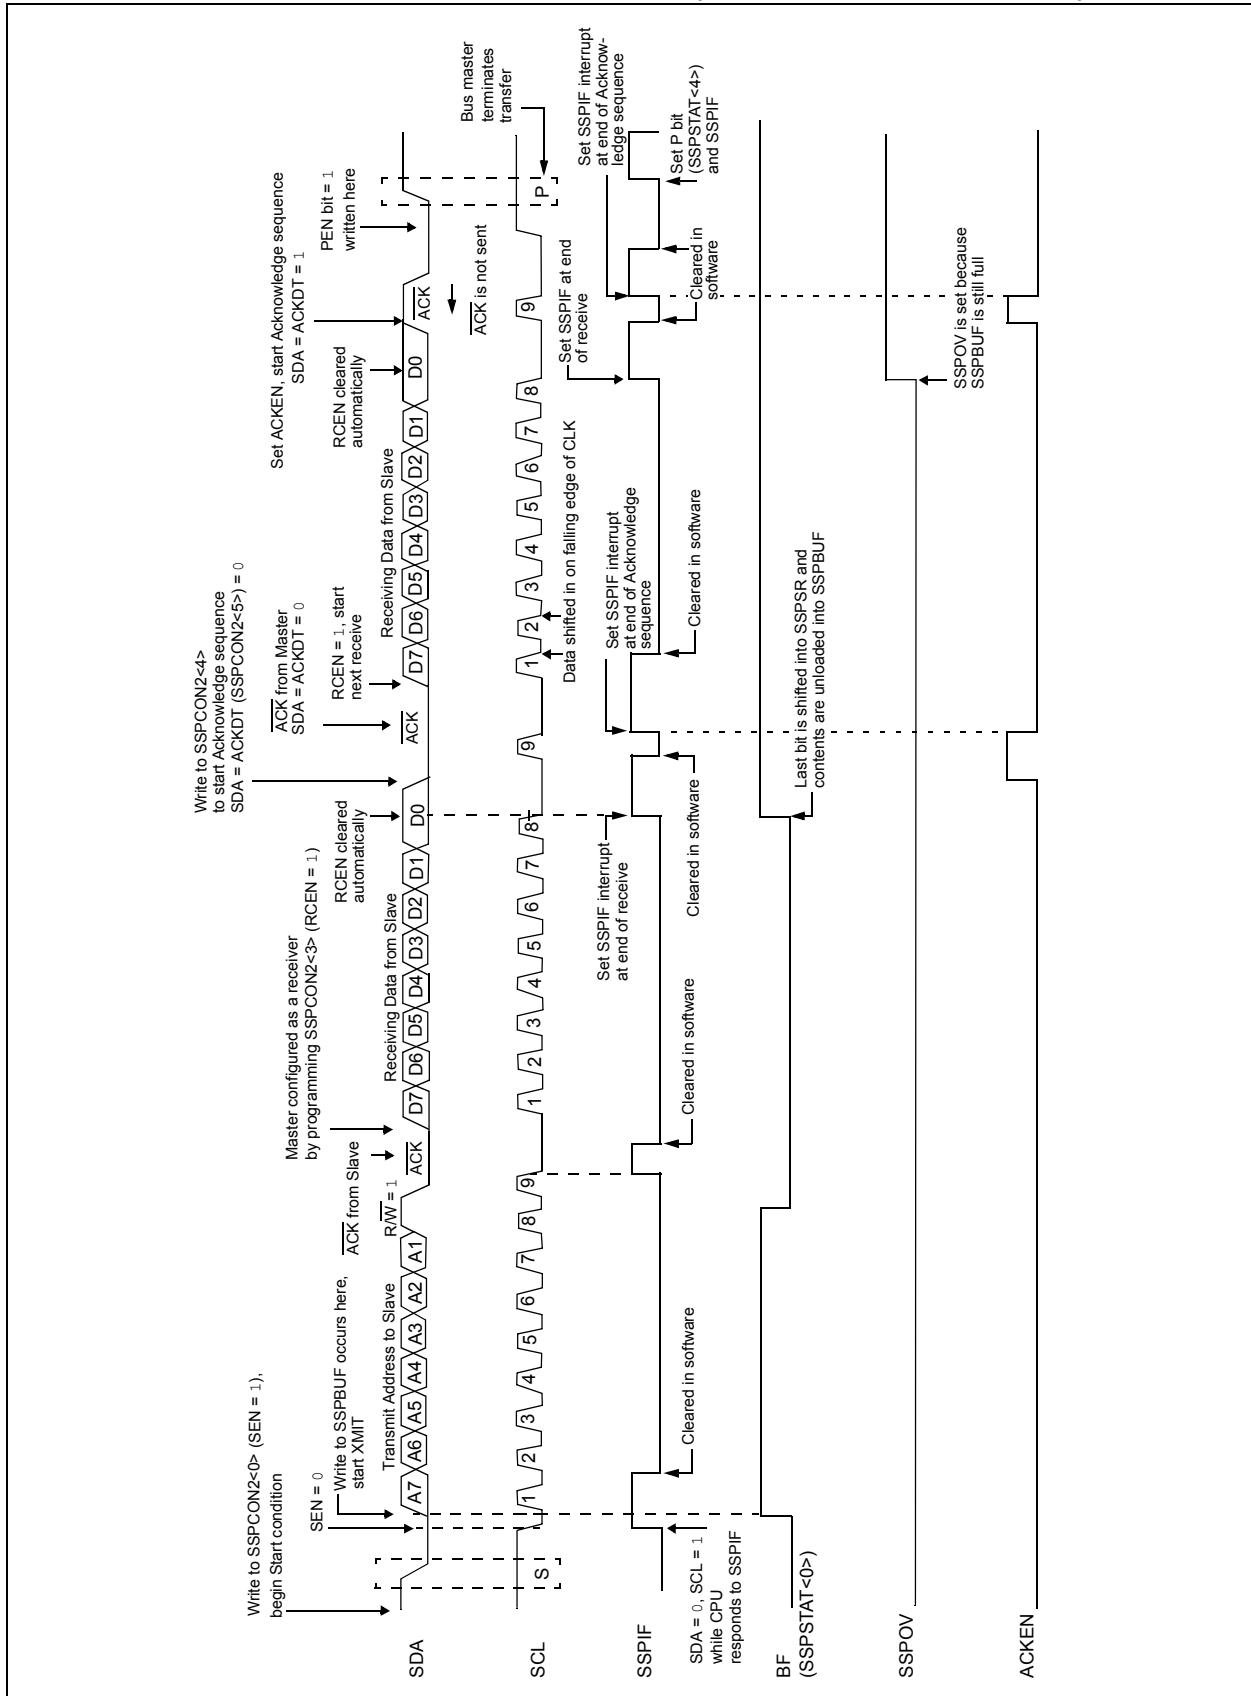 Write to SSPCON2<0> (SEN = 1),
begin Start condition
SEN = 0
Write to SSPBUF occurs here,
start XMIT
Transmit Address to Slave
R/W = 1
ACK from Slave
Master configured as a receiver
by programming SSPCON2<3> (RCEN = 1)
Receiving Data from Slave
RCEN cleared
automatically
Write to SSPCON2<4>
to start Acknowledge sequence
SDA = ACKDT (SSPCON2<5>) = 0
ACK from Master
SDA = ACKDT = 0
RCEN = 1, start
next receive
Receiving Data from Slave
RCEN cleared
automatically
Set ACKEN, start Acknowledge sequence
SDA = ACKDT = 1
PEN bit = 1
written here
SDA
A7 A6 A5 A4 A3 A2 A1
ACK
D7 D6 D5 D4 D3 D2 D1 D0
ACK
D7 D6 D5 D4 D3 D2 D1 D0
ACK
ACK is not sent
Bus master
terminates
transfer
SCL
S
1 2 3 4 5 6 7 8 9
1 2 3 4 5 6 7 8 9
1 2 3 4 5 6 7 8 9
P
Data shifted in on falling edge of CLK
Set SSPIF interrupt
at end of receive
Set SSPIF interrupt
at end of Acknowledge
sequence
Set SSPIF at end
of receive
Set SSPIF interrupt
at end of Acknow-
ledge sequence
SSPIF
SDA = 0, SCL = 1
while CPU
responds to SSPIF
Cleared in software
Cleared in software
Cleared in software
Cleared in software
Cleared in
software
Set P bit
(SSPSTAT<4>)
and SSPIF
BF
(SSPSTAT<0>)
Last bit is shifted into SSPSR and
contents are unloaded into SSPBUF
SSPOV
SSPOV is set because
SSPBUF is still full
ACKEN